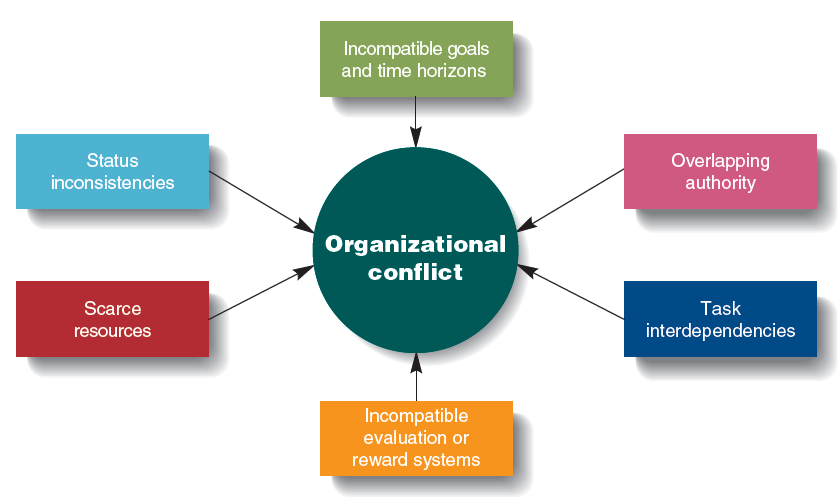 Incompatible goals
and time horizons
Status
inconsistencies
Overlapping
authority
Organizational
conflict
Scarce
resources
Task
interdependencies
Incompatible
evaluation or
reward systems